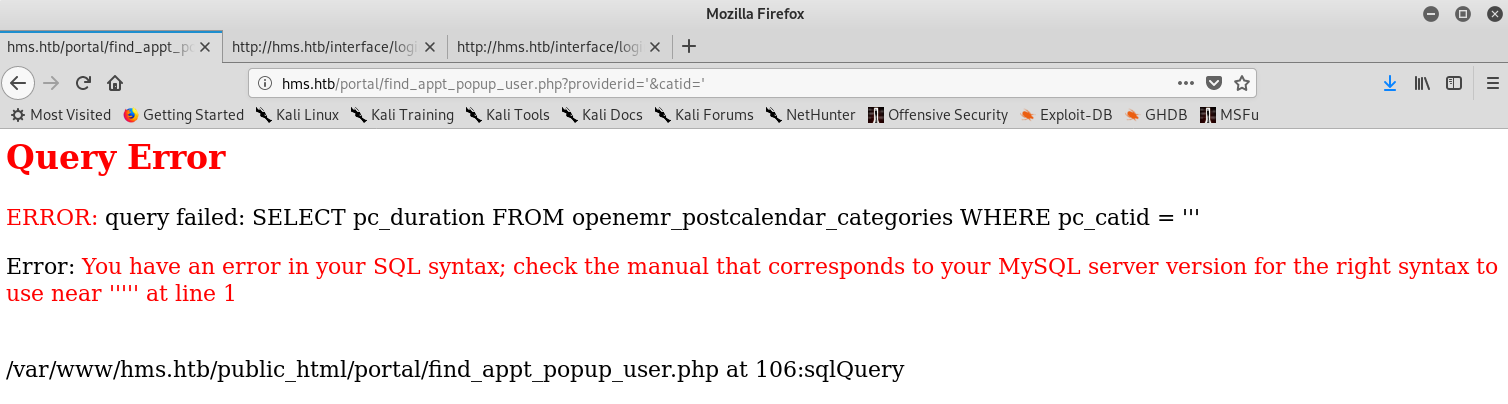 Mozilla Firefox
hms.htb/portal/find_appt_po
http://hms.htb/interface/logi
http://hms.htb/interface/logi
hms.htb/portal/find_appt_popup_user.php?providerid='&catid='
Most Visited Getting Started Kali Linux Kali Training Kali Tools Kali Docs Kali Forums NetHunter Offensive Security Exploit-DB GHDB MSFu
Query Error
ERROR: query failed: SELECT pc_duration FROM openemr_postcalendar_categories WHERE pc_catid = '''
Error: You have an error in your SQL syntax; check the manual that corresponds to your MySQL server version for the right syntax to
use near ''''' at line 1
/var/www/hms.htb/public_html/portal/find_appt_popup_user.php at 106:sqlQuery